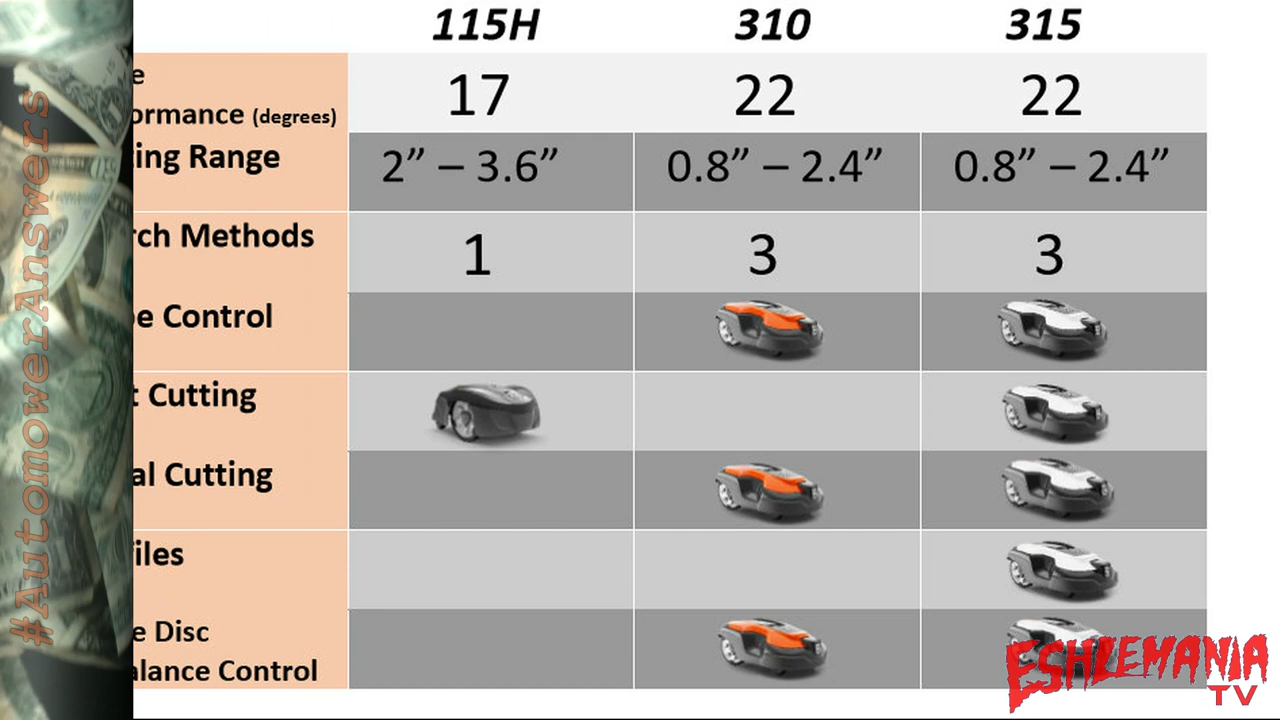 115H 310 315
e
ormance (degrees) 17 22 22
ing Range 2” – 3.6” 0.8” – 2.4” 0.8” – 2.4”
rch Methods 1 3 3
e Control
t Cutting
al Cutting
iles
e Disc
alance Control
#AutomowerAnswers
ESHLEMANIA
TV